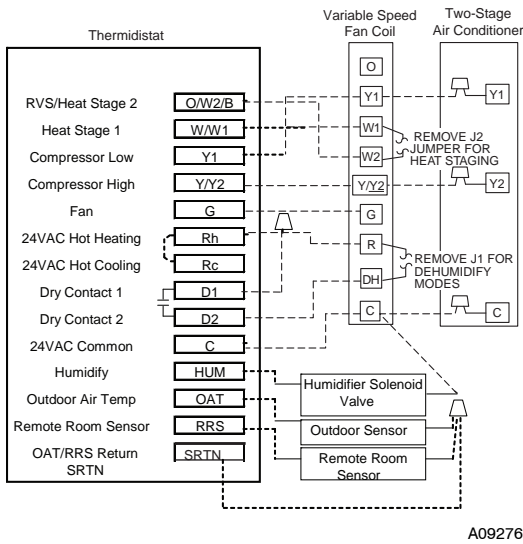 Thermidistat
Variable Speed
Fan Coil
Two-Stage
Air Conditioner
RVS/Heat Stage 2 O/W2/B
Heat Stage 1 W/W1
Compressor Low Y1
Compressor High Y/Y2
Fan G
24VAC Hot Heating Rh
24VAC Hot Cooling Rc
Dry Contact 1 D1
Dry Contact 2 D2
24VAC Common C
Humidify HUM
Outdoor Air Temp OAT
Remote Room Sensor RRS
OAT/RRS Return
SRTN
SRTN
O
Y1
W1
W2
Y/Y2
G
R
DH
C
REMOVE J2
JUMPER FOR
HEAT STAGING
REMOVE J1 FOR
DEHUMIDIFY
MODES
Y1
Y2
C
Humidifier Solenoid
Valve
Outdoor Sensor
Remote Room
Sensor
A09276